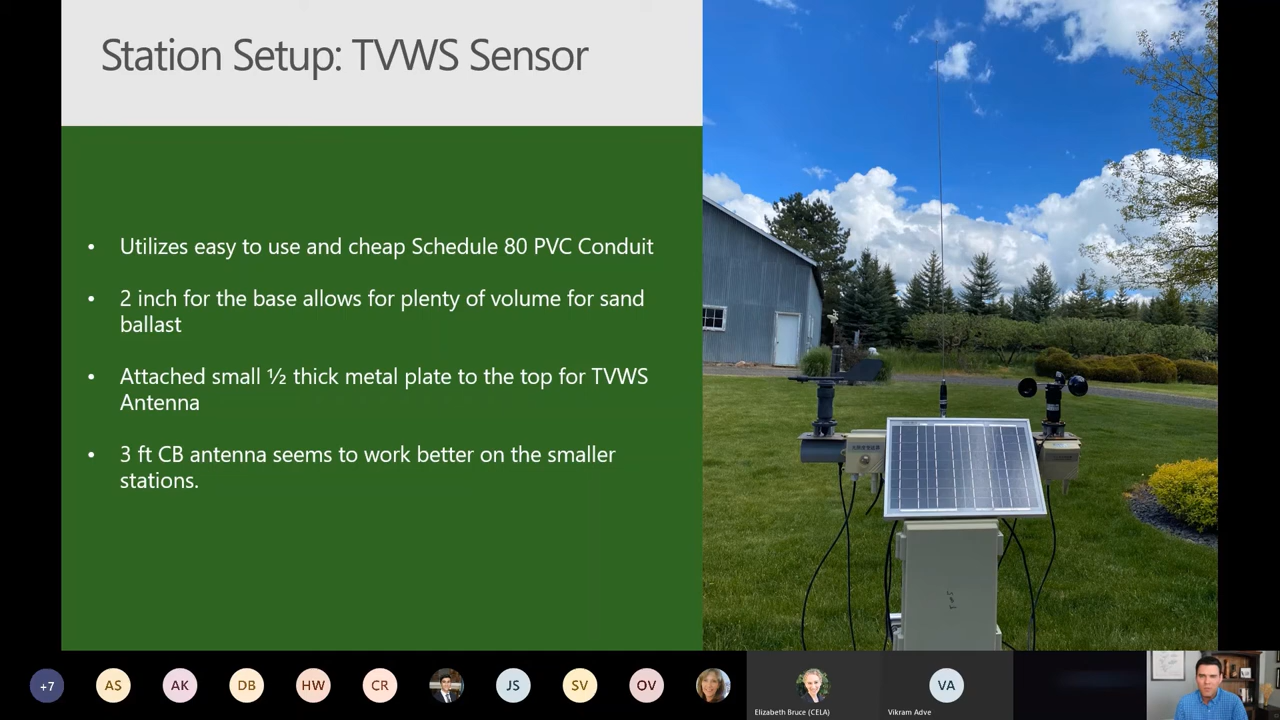 Station Setup: TVWS Sensor
• Utilizes easy to use and cheap Schedule 80 PVC Conduit
• 2 inch for the base allows for plenty of volume for sand
ballast
• Attached small ½ thick metal plate to the top for TVWS
Antenna
• 3 ft CB antenna seems to work better on the smaller
stations.
+7
AS
AK
DB
HW
CR
JS
SV
OV
VA
Elizabeth Bruce (CELA)
Vikram Adve